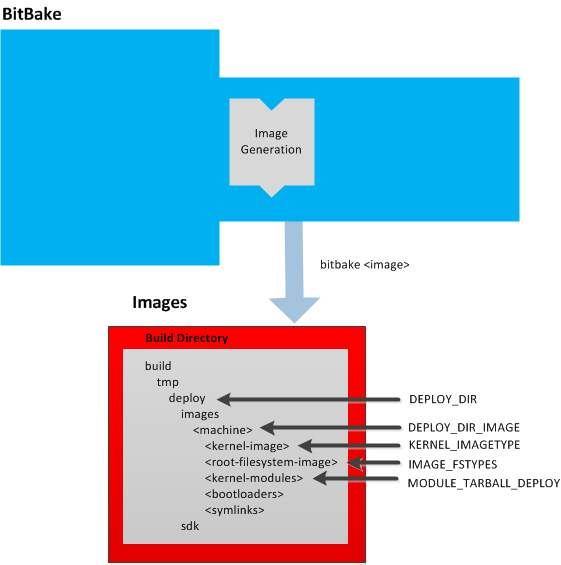 BitBake
Image
Generation
bitbake <image>
Images
Build Directory
build
tmp
deploy
DEPLOY_DIR
images
<machine>
DEPLOY_DIR_IMAGE
<kernel-image>
KERNEL_IMAGETYPE
<root-filesystem-image>
IMAGE_FSTYPES
<kernel-modules>
MODULE_TARBALL_DEPLOY
<bootloaders>
<symlinks>
sdk